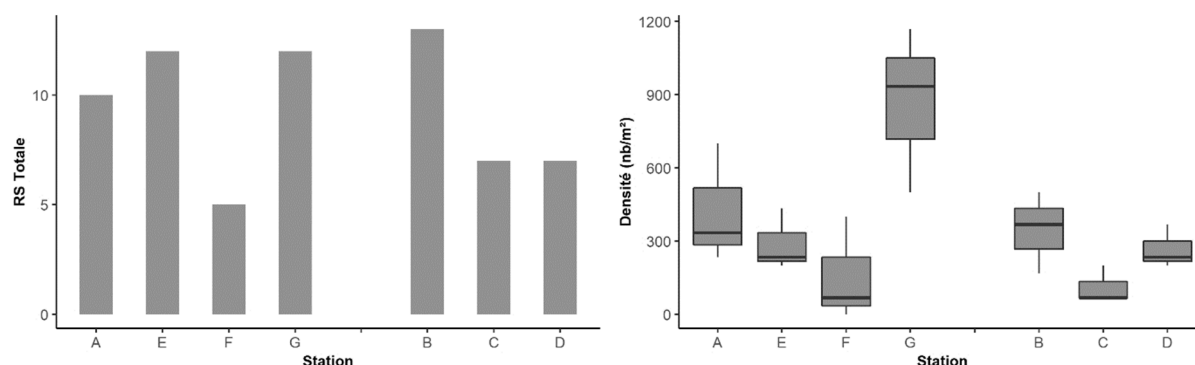 RS Totale
10
5
0
A E F G B C D
Station
Densité (nb/m²)
1200
900
600
300
0
A E F G B C D
Station